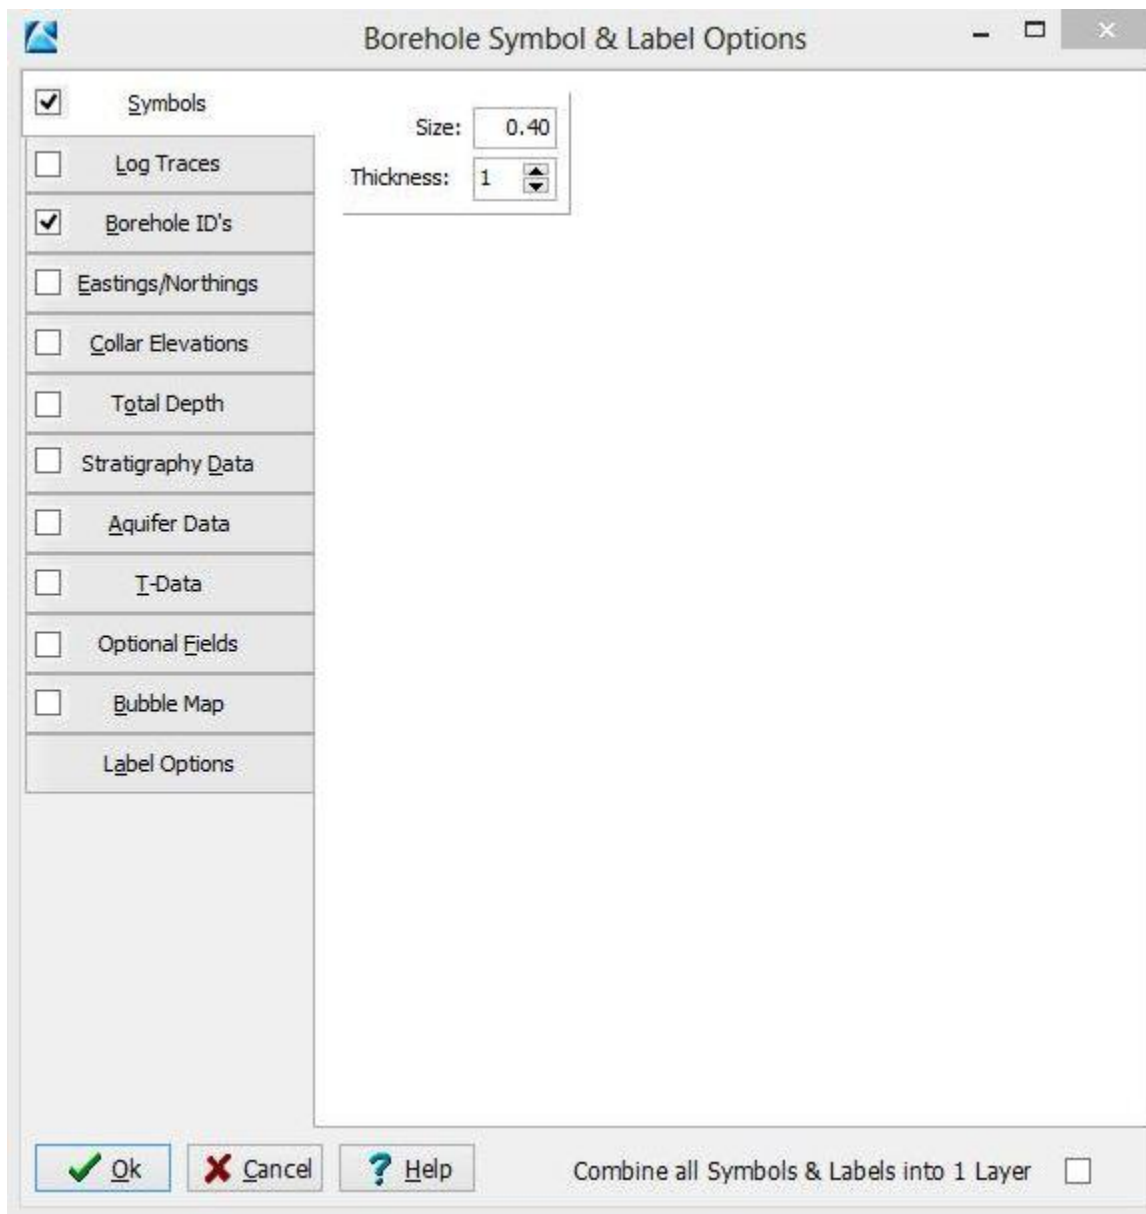 Borehole Symbol & Label Options
Symbols
Size: 0.40
Thickness: 1
Log Traces
Borehole ID's
Eastings/Northings
Collar Elevations
Total Depth
Stratigraphy Data
Aquifer Data
T-Data
Optional Fields
Bubble Map
Label Options
Ok Cancel ? Help Combine all Symbols & Labels into 1 Layer